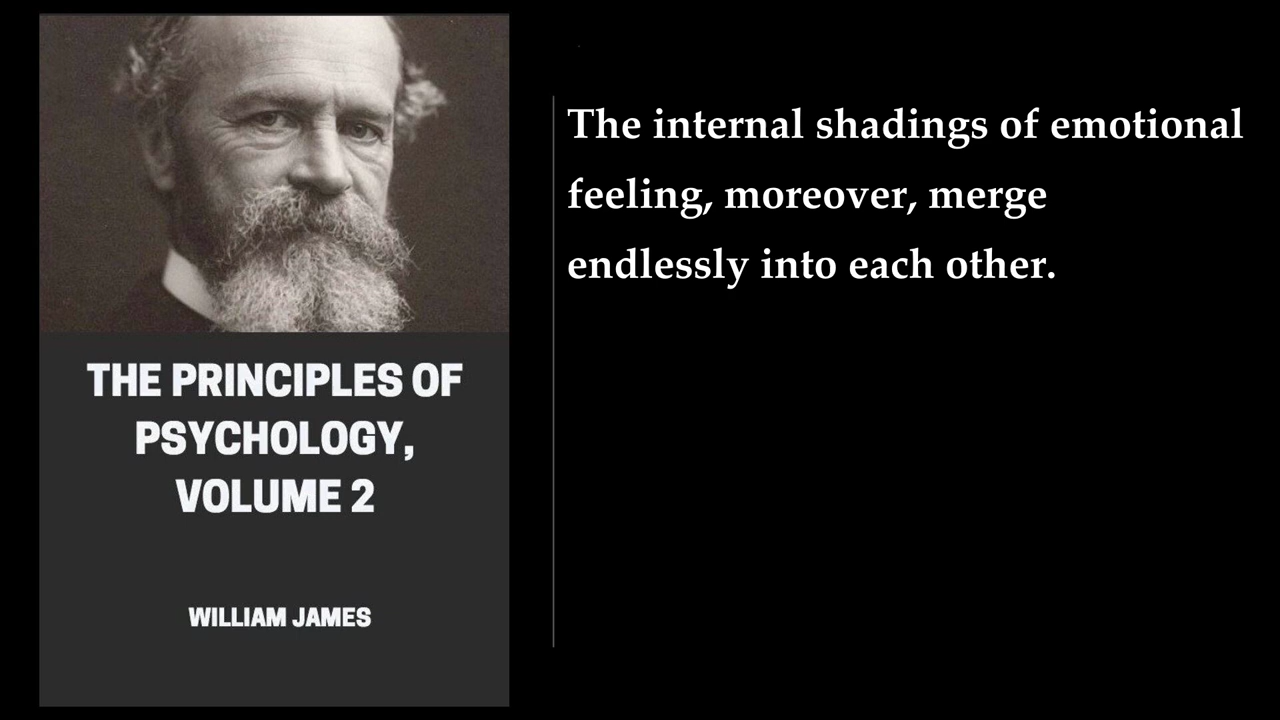 THE PRINCIPLES OF
PSYCHOLOGY,
VOLUME 2
WILLIAM JAMES
The internal shadings of emotional
feeling, moreover, merge
endlessly into each other.